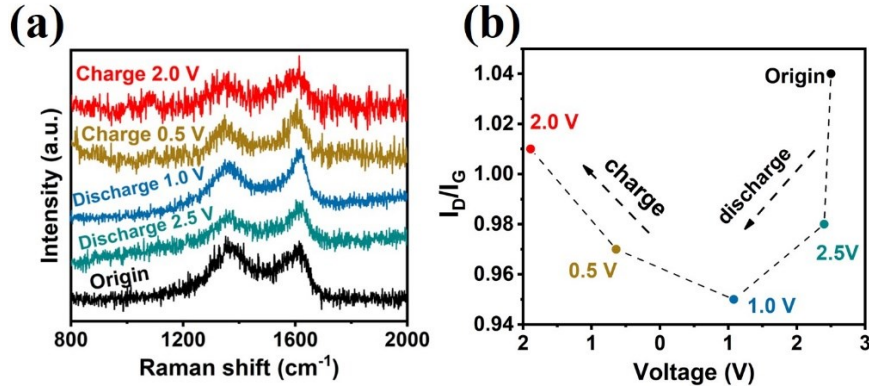 (a)
Charge 2.0 V
Charge 0.5 V
Discharge 1.0 V
Discharge 2.5 V
Origin
Intensity (a.u.)
800 1200 1600 2000
Raman shift (cm⁻¹)
(b)
1.04
1.02
1.00
0.98
0.96
0.94
I_D/I_G
Origin
2.0 V
charge
discharge
0.5 V
2.5V
1.0 V
2 1 0 1 2 3
Voltage (V)